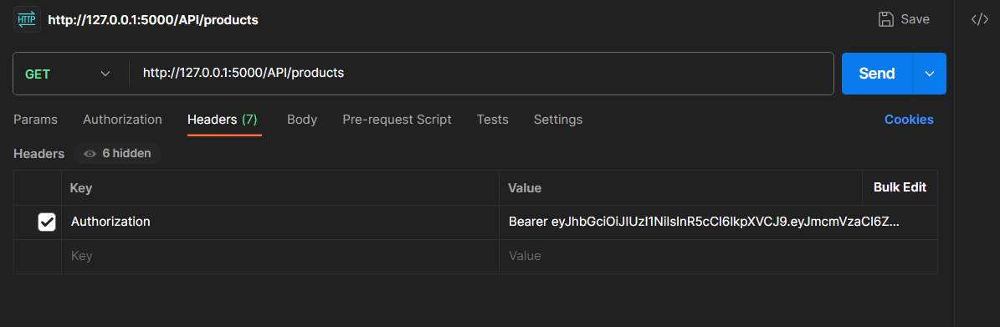 HTTP http://127.0.0.1:5000/API/products Save </>
GET http://127.0.0.1:5000/API/products Send
Params Authorization Headers (7) Body Pre-request Script Tests Settings Cookies
Headers 6 hidden
Key Value Bulk Edit
Authorization Bearer eyJhbGciOiJIUzI1NiIsInR5cCI6IkpXVCJ9.eyJmcmVzaCI6Z...
Key Value